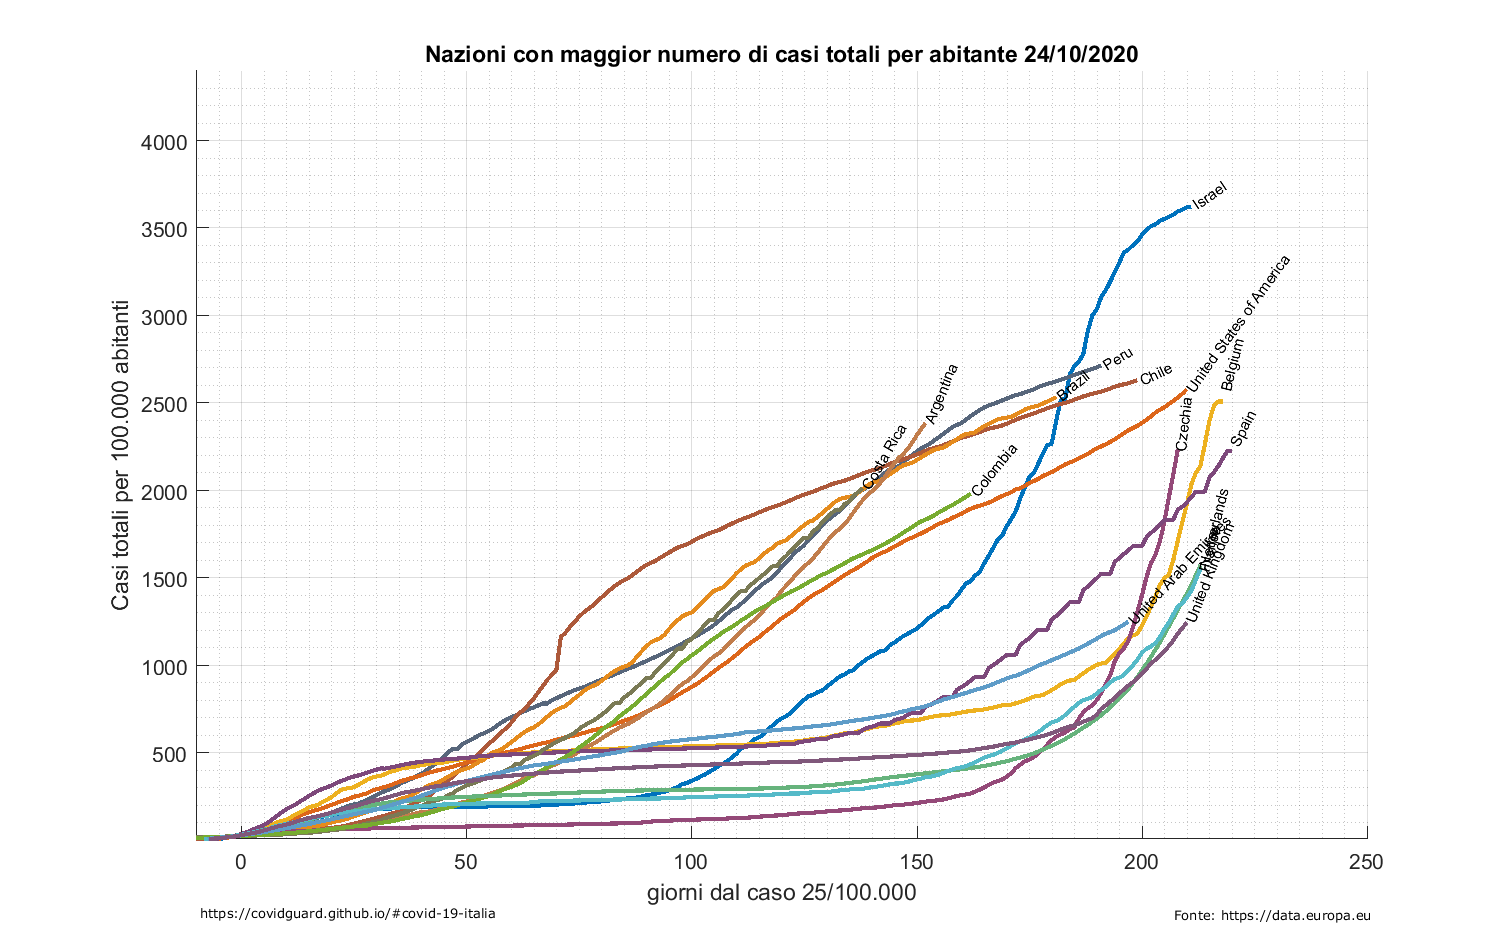 Nazioni con maggior numero di casi totali per abitante 24/10/2020
Casi totali per 100.000 abitanti
4000
3500
3000
2500
2000
1500
1000
500
Israel
United States of America
Belgium
Peru
Chile
Brazil
Argentina
Czechia
Spain
Costa Rica
Colombia
United Arab Emirates
United Kingdom
0
50
100
150
200
250
giorni dal caso 25/100.000
https://covidguard.github.io/#covid-19-italia
Fonte: https://data.europa.eu